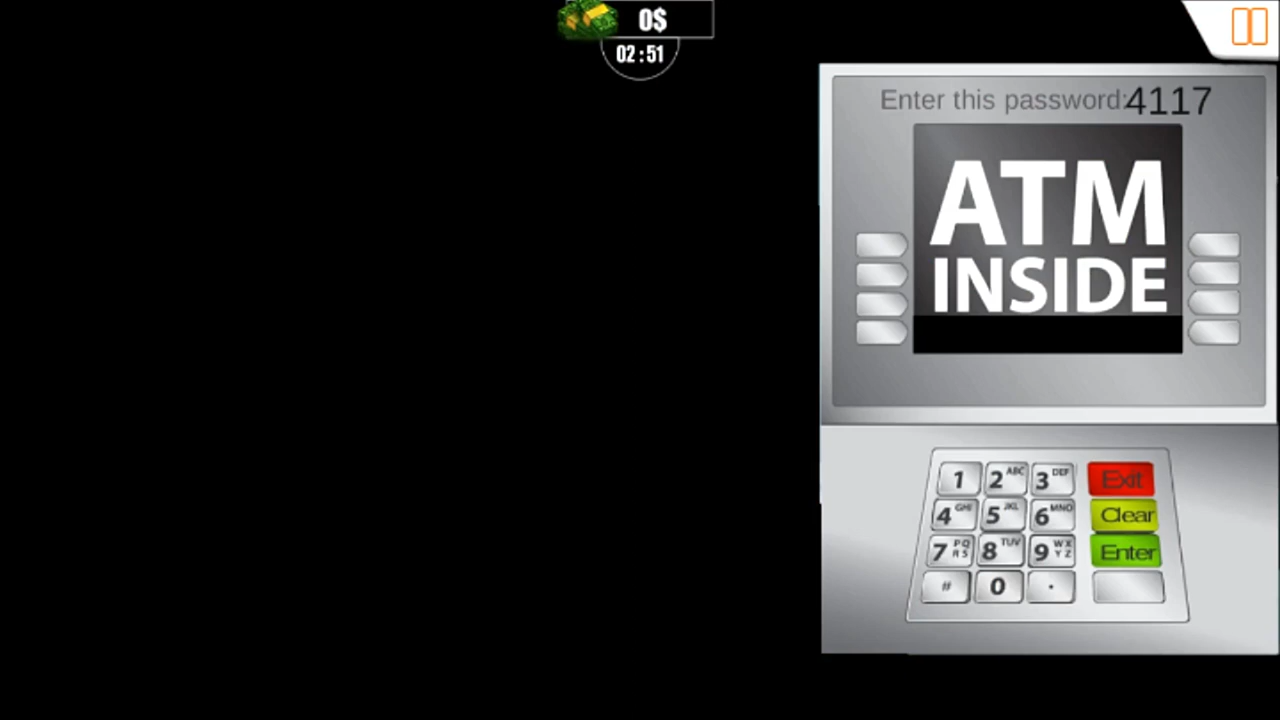 0$
02:51
Enter this password:4117
ATM
INSIDE
1 2 ABC 3 DEF Exit
4 GHI 5 JKL 6 MNO Clear
7 PQRS 8 TUV 9 WXYZ Enter
# 0 .